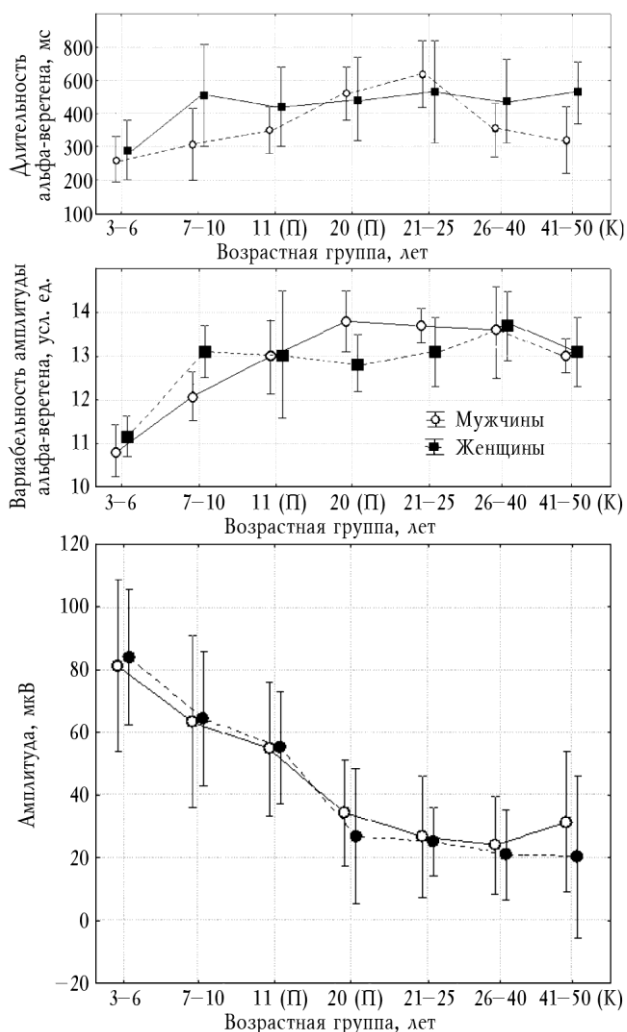 Длительность
альфа-веретена, мс
800
600
400
300
200
100
3–6 7–10 11 (П) 20 (П) 21–25 26–40 41–50 (К)
Возрастная группа, лет
Вариабельность амплитуды
альфа-веретена, усл. ед.
14
13
12
11
10
Мужчины
Женщины
3–6 7–10 11 (П) 20 (П) 21–25 26–40 41–50 (К)
Возрастная группа, лет
Амплитуда, мкВ
120
100
80
60
40
20
0
–20
3–6 7–10 11 (П) 20 (П) 21–25 26–40 41–50 (К)
Возрастная группа, лет